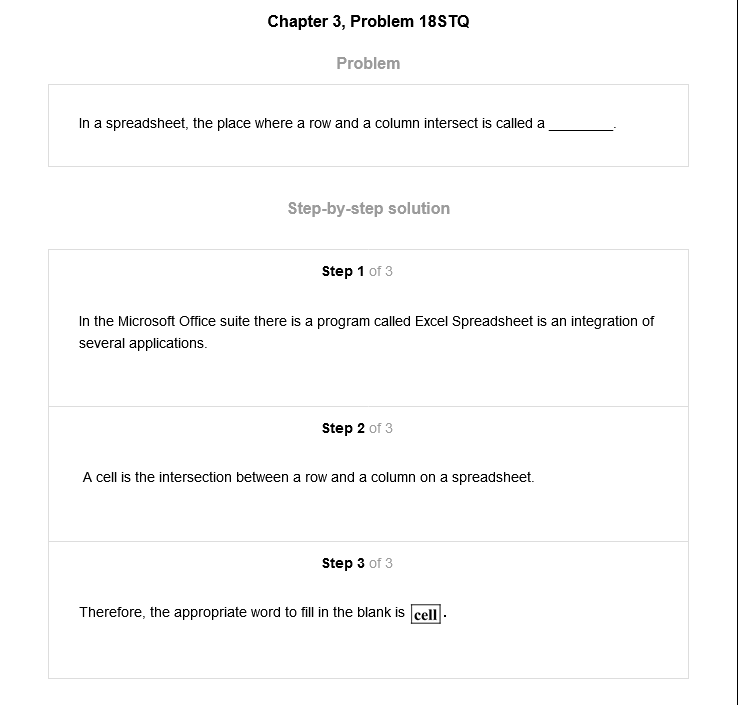 Chapter 3, Problem 18STQ
Problem
In a spreadsheet, the place where a row and a column intersect is called a ________.
Step-by-step solution
Step 1 of 3
In the Microsoft Office suite there is a program called Excel Spreadsheet is an integration of
several applications.
Step 2 of 3
A cell is the intersection between a row and a column on a spreadsheet.
Step 3 of 3
Therefore, the appropriate word to fill in the blank is cell.